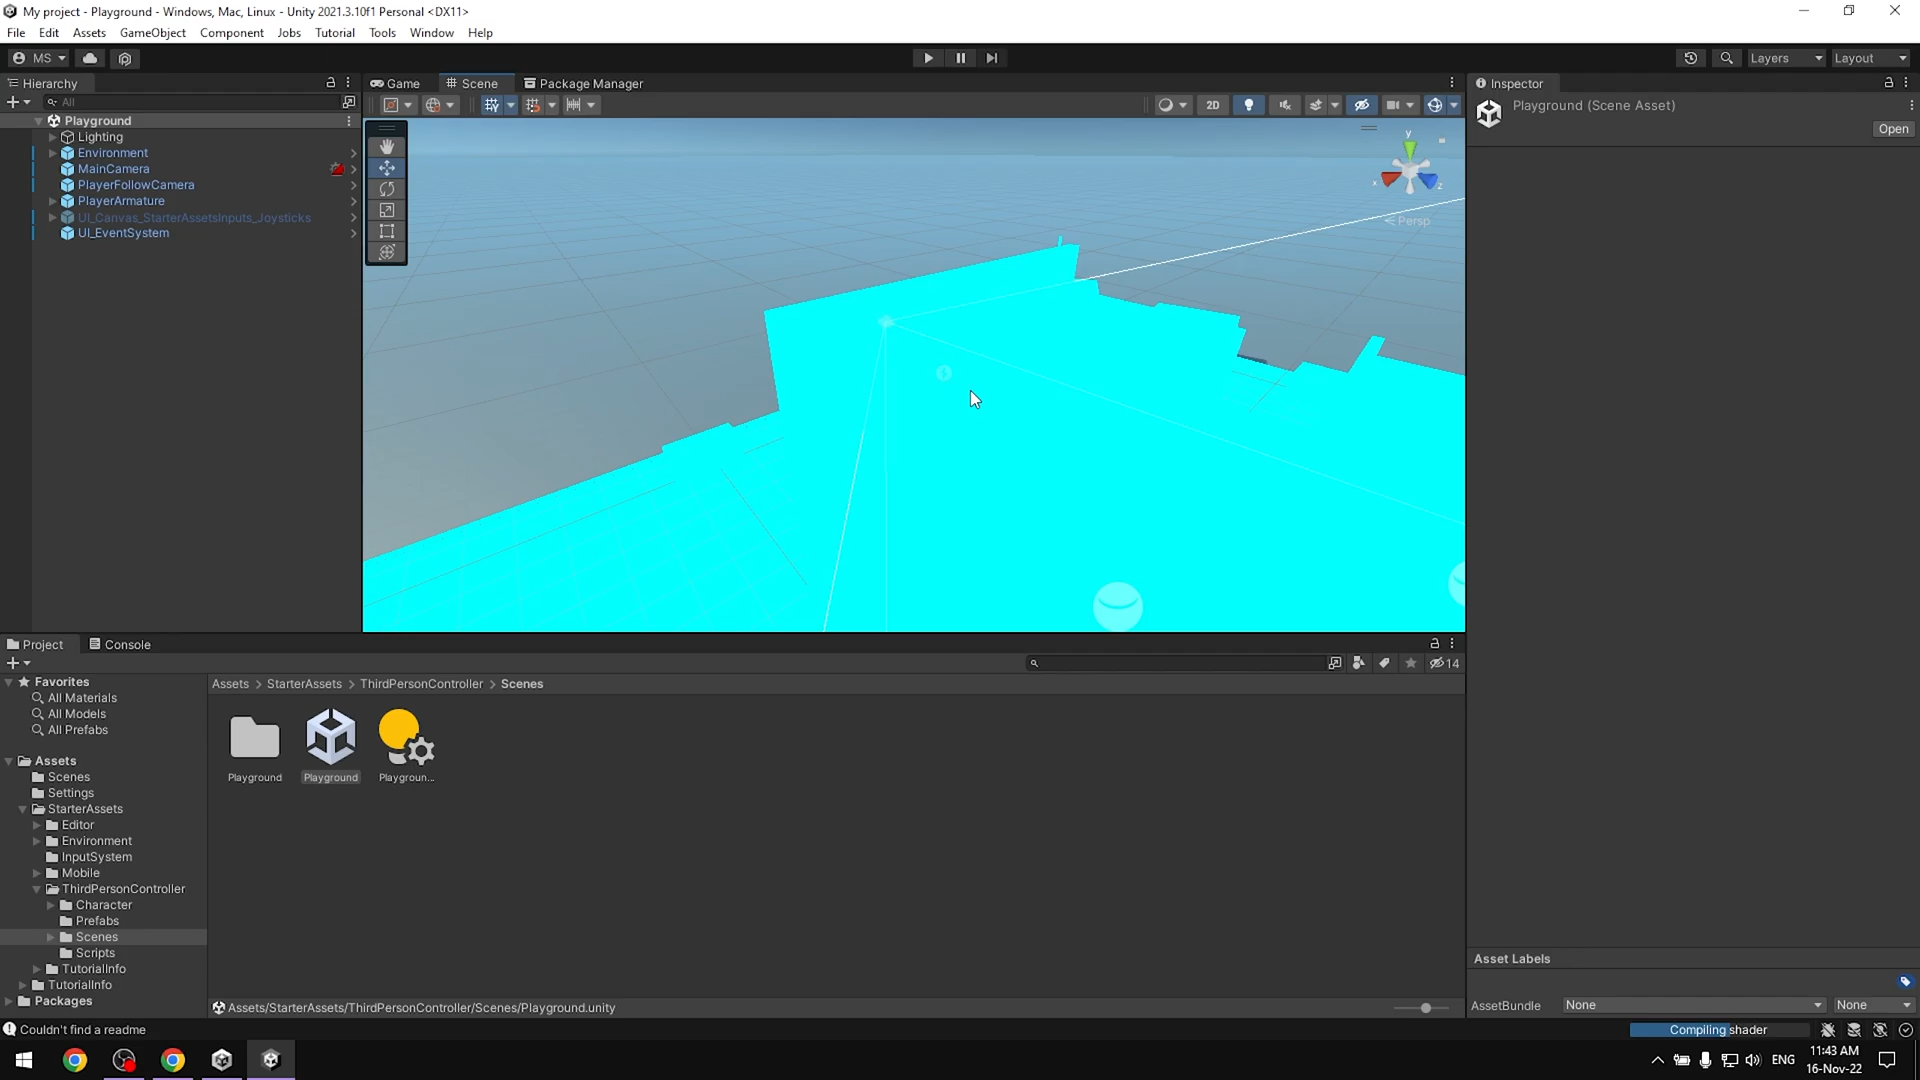 My project - Playground - Windows, Mac, Linux - Unity 2021.3.10f1 Personal <DX11>
File Edit Assets GameObject Component Jobs Tutorial Tools Window Help
MS Layers Layout
Hierarchy
All
Playground
Lighting
Environment
MainCamera
PlayerFollowCamera
PlayerArmature
UI_Canvas_StarterAssetsInputs_Joysticks
UI_EventSystem
Game Scene Package Manager
2D
y
x z
Persp
Inspector
Playground (Scene Asset)
Open
Project Console
14
Favorites
All Materials
All Models
All Prefabs
Assets
Scenes
Settings
StarterAssets
Editor
Environment
InputSystem
Mobile
ThirdPersonController
Character
Prefabs
Scenes
Scripts
TutorialInfo
TutorialInfo
Packages
Assets > StarterAssets > ThirdPersonController > Scenes
Playground Playground Playgroun...
Assets/StarterAssets/ThirdPersonController/Scenes/Playground.unity
Asset Labels
AssetBundle None None
Couldn't find a readme
Compiling shader
ENG
11:43 AM
16-Nov-22